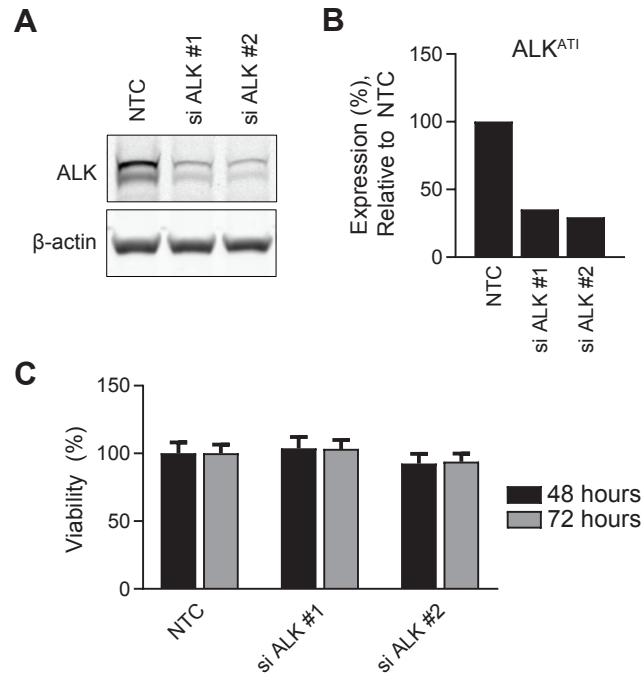 A
NTC
si ALK #1
si ALK #2
ALK
β-actin
B
ALKᴬᵀᴵ
Expression (%),
Relative to NTC
150
100
50
0
NTC
si ALK #1
si ALK #2
C
Viability (%)
150
100
50
0
NTC
si ALK #1
si ALK #2
48 hours
72 hours